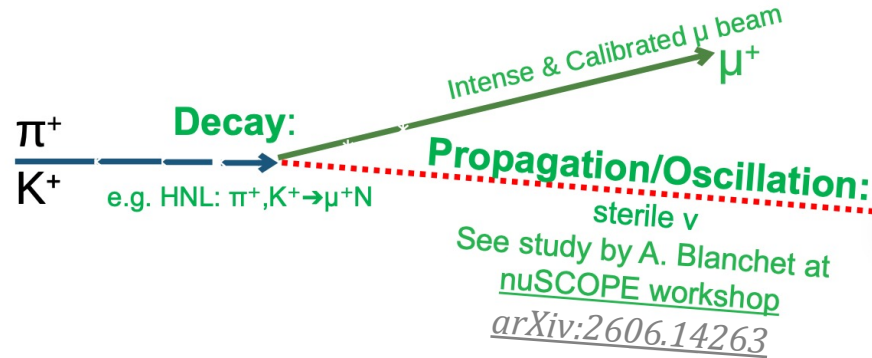 Intense & Calibrated μ beam
μ⁺
π⁺
Decay:
K⁺
e.g. HNL: π⁺,K⁺→μ⁺N
Propagation/Oscillation:
sterile ν
See study by A. Blanchet at
nuSCOPE workshop
arXiv:2606.14263